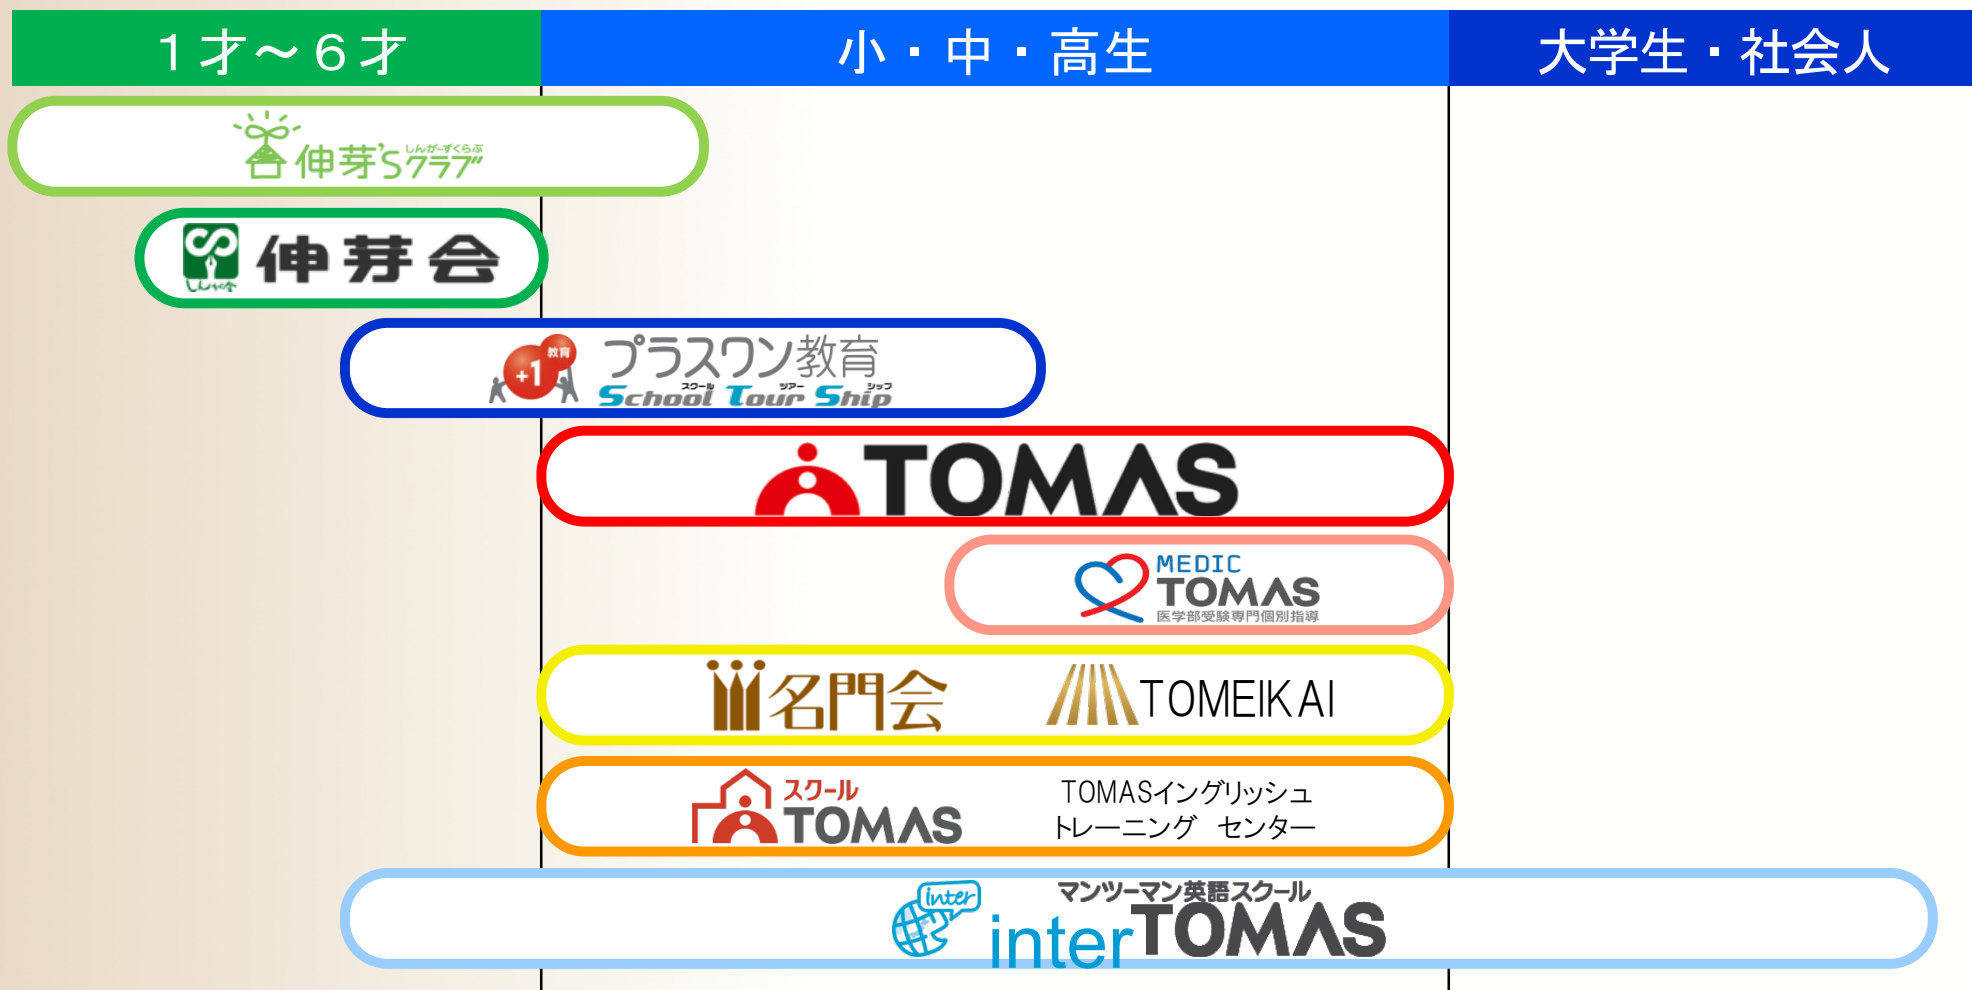 １才～６才
小・中・高生
大学生・社会人
しんが～ずくらぶ
伸芽'Sクラブ
しんが会
伸芽会
教育
+1
プラスワン教育
スクール ツアー シップ
School Tour Ship
TOMAS
MEDIC
TOMAS
医学部受験専門個別指導
名門会
TOMEIKAI
スクール
TOMAS
TOMASイングリッシュ
トレーニング　センター
inter
マンツーマン英語スクール
interTOMAS